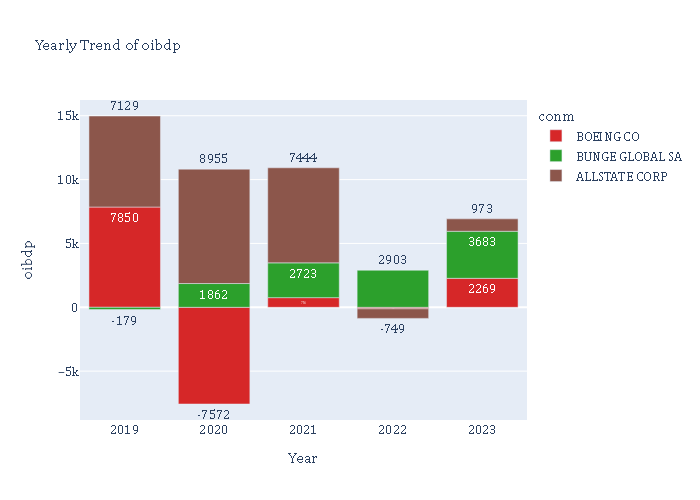 Yearly Trend of oibdp
7129
8955
7444
2903
973
7850
-179
1862
-7572
2723
-749
3683
2269
15k
10k
5k
0
−5k
oibdp
2019
2020
2021
2022
2023
Year
conm
BOEING CO
BUNGE GLOBAL SA
ALLSTATE CORP